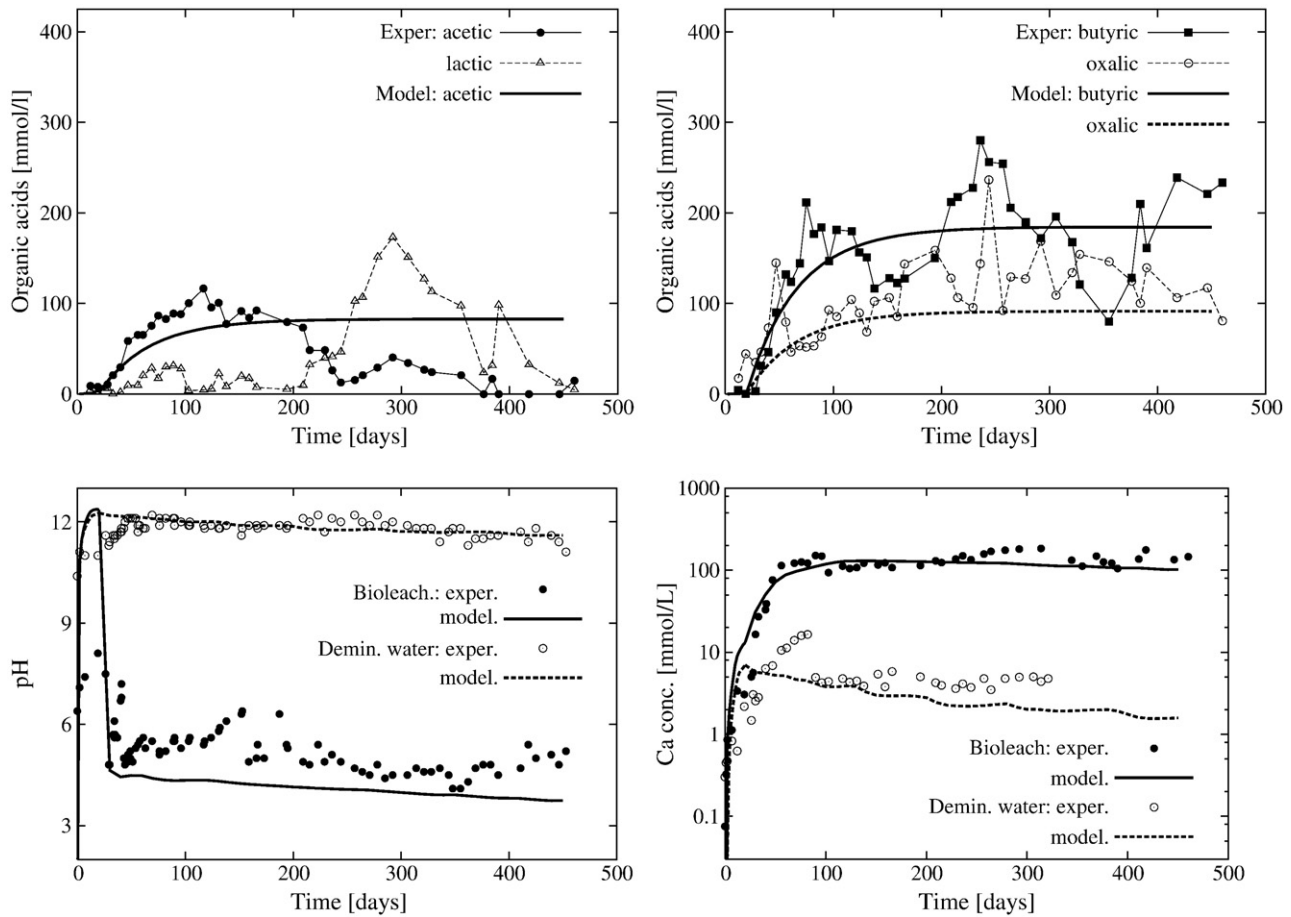 400
300
200
100
0
Organic acids [mmol/l]
Exper: acetic
lactic
Model: acetic
0 100 200 300 400 500
Time [days]
400
300
200
100
0
Organic acids [mmol/l]
Exper: butyric
oxalic
Model: butyric
oxalic
0 100 200 300 400 500
Time [days]
12
9
6
3
pH
Bioleach.: exper.
model.
Demin. water: exper.
model.
0 100 200 300 400 500
Time [days]
1000
100
10
1
0.1
Ca conc. [mmol/L]
Bioleach: exper.
model.
Demin. water: exper.
model.
0 100 200 300 400 500
Time [days]